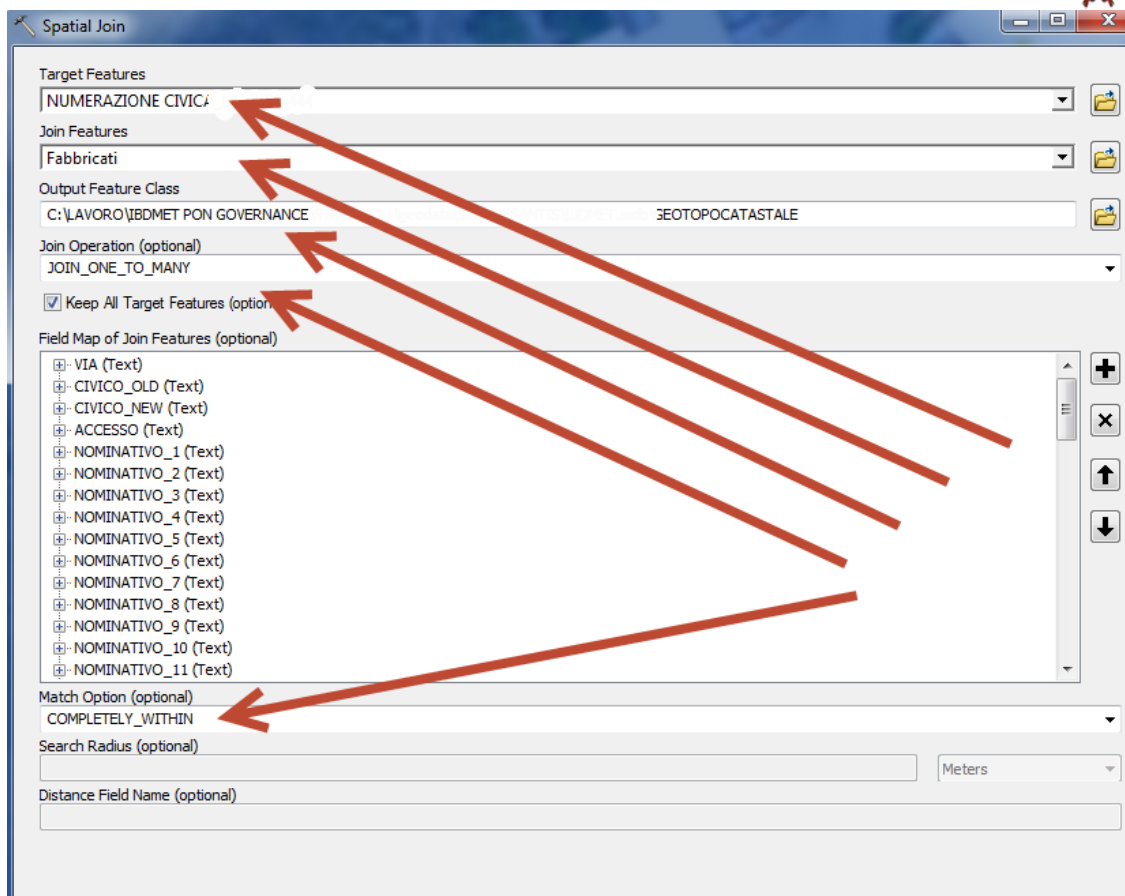 Spatial Join
Target Features
NUMERAZIONE CIVICA
Join Features
Fabbricati
Output Feature Class
C:\LAVORO\IBDMET PON GOVERNANCE GEOTOPOCATASTALE
Join Operation (optional)
JOIN_ONE_TO_MANY
Keep All Target Features
Field Map of Join Features (optional)
VIA (Text)
CIVICO_OLD (Text)
CIVICO_NEW (Text)
ACCESSO (Text)
NOMINATIVO_1 (Text)
NOMINATIVO_2 (Text)
NOMINATIVO_3 (Text)
NOMINATIVO_4 (Text)
NOMINATIVO_5 (Text)
NOMINATIVO_6 (Text)
NOMINATIVO_7 (Text)
NOMINATIVO_8 (Text)
NOMINATIVO_9 (Text)
NOMINATIVO_10 (Text)
NOMINATIVO_11 (Text)
Match Option (optional)
COMPLETELY_WITHIN
Search Radius (optional)
Meters
Distance Field Name (optional)